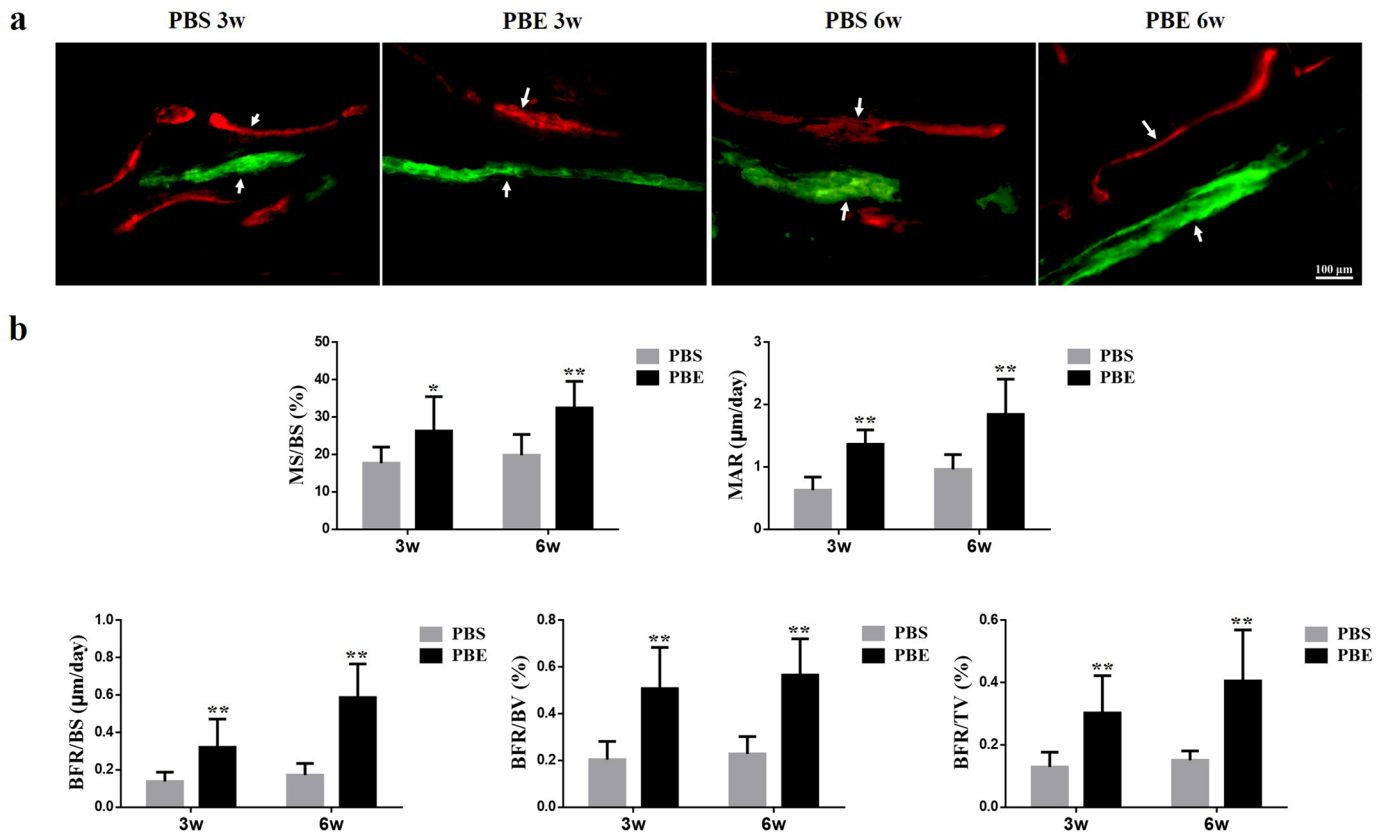 a
PBS 3w PBE 3w PBS 6w PBE 6w
100 μm
b
MS/BS (%)
50
40
30
20
10
0
* **
3w 6w
PBS
PBE
MAR (μm/day)
3
2
1
0
** **
3w 6w
PBS
PBE
BFR/BS (μm/day)
1.0
0.8
0.6
0.4
0.2
0.0
** **
3w 6w
PBS
PBE
BFR/BV (%)
0.8
0.6
0.4
0.2
0.0
** **
3w 6w
PBS
PBE
BFR/TV (%)
0.6
0.4
0.2
0.0
** **
3w 6w
PBS
PBE